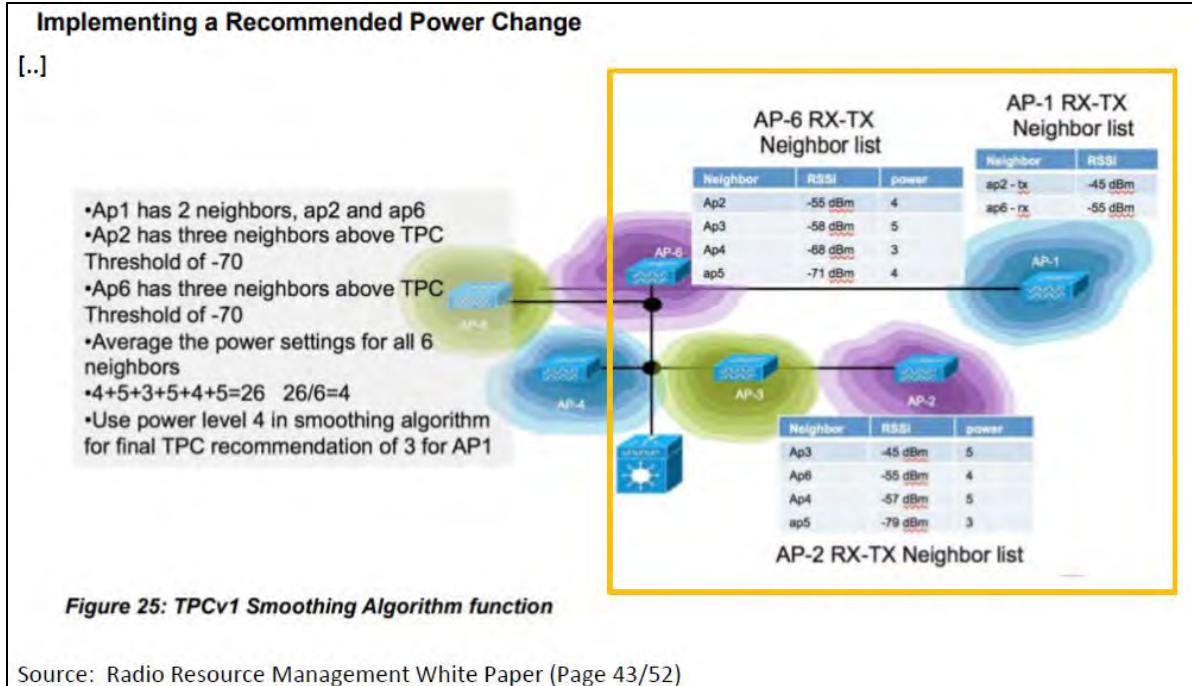 Implementing a Recommended Power Change
[..]
•Ap1 has 2 neighbors, ap2 and ap6
•Ap2 has three neighbors above TPC
Threshold of -70
•Ap6 has three neighbors above TPC
Threshold of -70
•Average the power settings for all 6
neighbors
•4+5+3+5+4+5=26 26/6=4
•Use power level 4 in smoothing algorithm
for final TPC recommendation of 3 for AP1
AP-6 RX-TX
Neighbor list
Neighbor RSSI power
Ap2 -55 dBm 4
Ap3 -58 dBm 5
Ap4 -68 dBm 3
ap5 -71 dBm 4
AP-1 RX-TX
Neighbor list
Neighbor RSSI
ap2 - tx -45 dBm
ap6 - rx -55 dBm
AP-6
AP-1
AP-4
AP-3
AP-2
Neighbor RSSI power
Ap3 -45 dBm 5
Ap6 -55 dBm 4
Ap4 -57 dBm 5
ap5 -79 dBm 3
AP-2 RX-TX Neighbor list
Figure 25: TPCv1 Smoothing Algorithm function
Source: Radio Resource Management White Paper (Page 43/52)